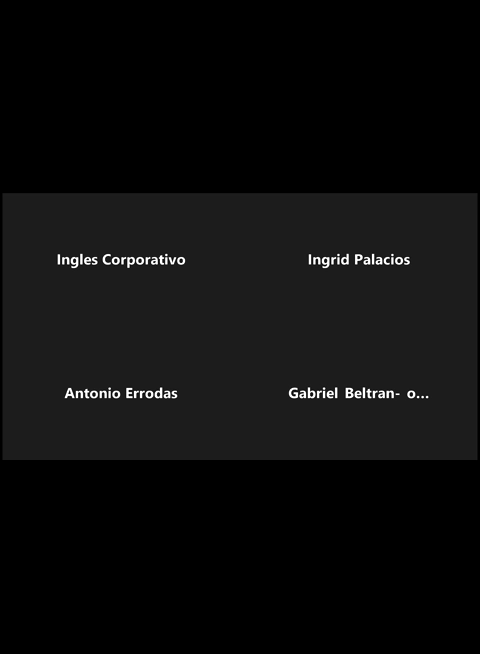 Ingles Corporativo
Ingrid Palacios
Antonio Errodas
Gabriel Beltran- o...